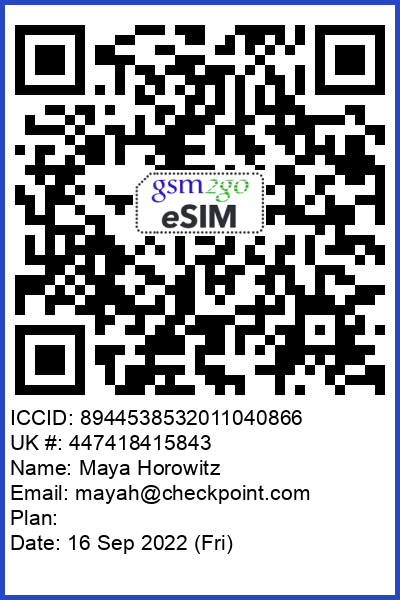 gsm2go
eSIM
ICCID: 8944538532011040866
UK #: 447418415843
Name: Maya Horowitz
Email: mayah@checkpoint.com
Plan:
Date: 16 Sep 2022 (Fri)